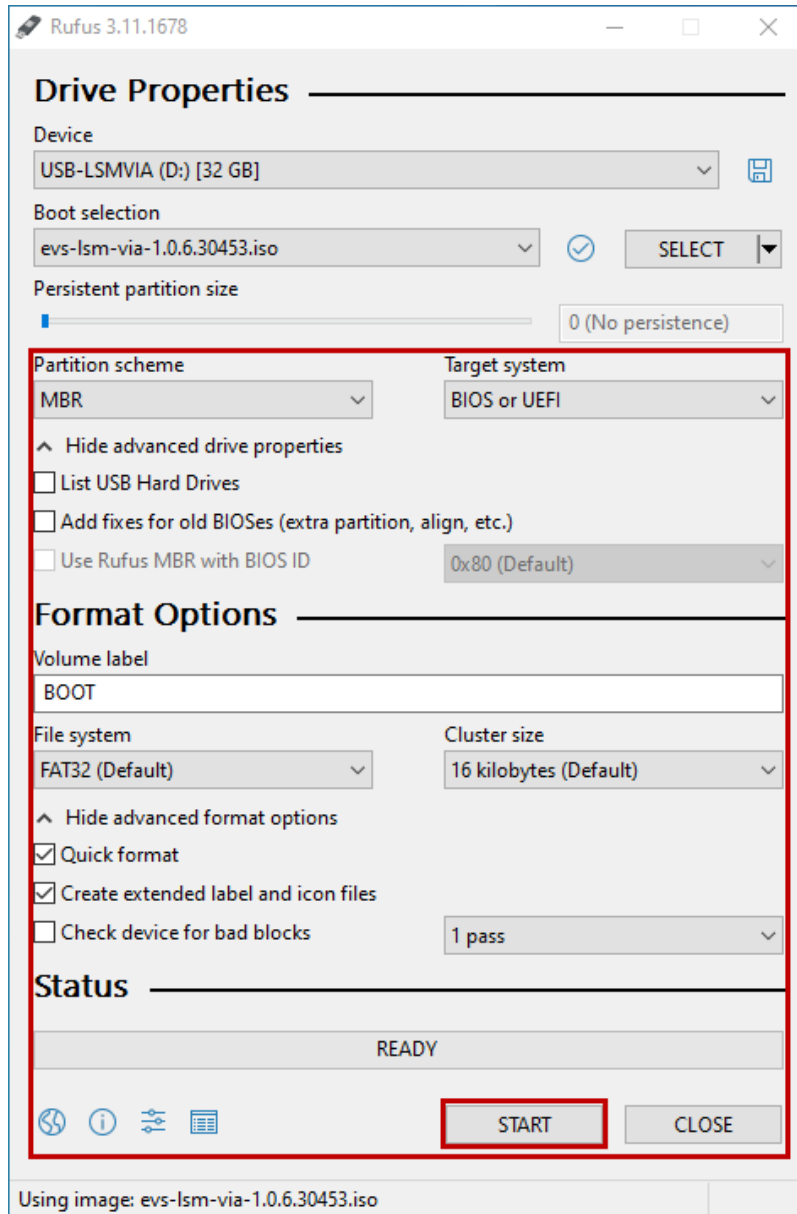 Rufus 3.11.1678
Drive Properties
Device
USB-LSMVIA (D:) [32 GB]
Boot selection
evs-lsm-via-1.0.6.30453.iso
SELECT
Persistent partition size
0 (No persistence)
Partition scheme
Target system
MBR
BIOS or UEFI
Hide advanced drive properties
List USB Hard Drives
Add fixes for old BIOSes (extra partition, align, etc.)
Use Rufus MBR with BIOS ID
0x80 (Default)
Format Options
Volume label
BOOT
File system
Cluster size
FAT32 (Default)
16 kilobytes (Default)
Hide advanced format options
Quick format
Create extended label and icon files
Check device for bad blocks
1 pass
Status
READY
START
CLOSE
Using image: evs-lsm-via-1.0.6.30453.iso